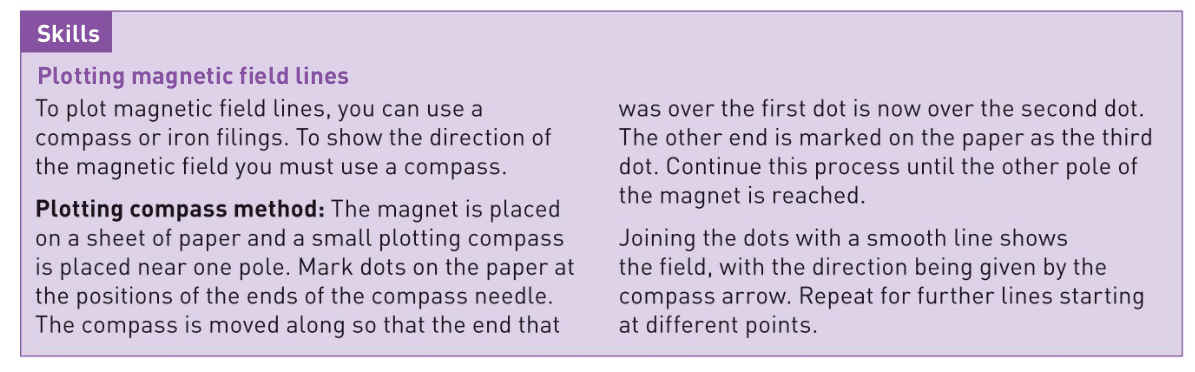 Skills
Plotting magnetic field lines
To plot magnetic field lines, you can use a
compass or iron filings. To show the direction of
the magnetic field you must use a compass.
Plotting compass method: The magnet is placed
on a sheet of paper and a small plotting compass
is placed near one pole. Mark dots on the paper at
the positions of the ends of the compass needle.
The compass is moved along so that the end that
was over the first dot is now over the second dot.
The other end is marked on the paper as the third
dot. Continue this process until the other pole of
the magnet is reached.
Joining the dots with a smooth line shows
the field, with the direction being given by the
compass arrow. Repeat for further lines starting
at different points.